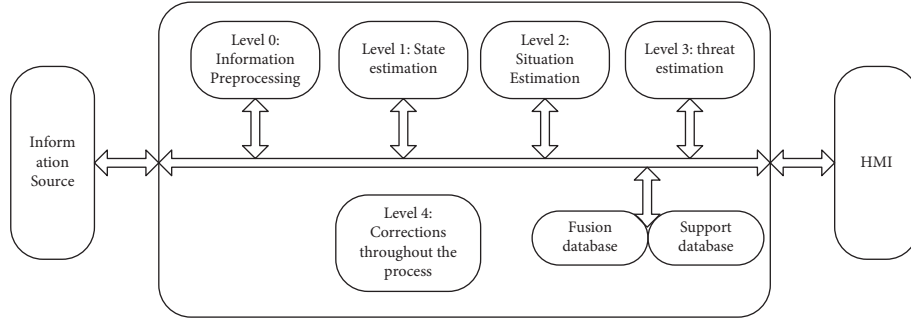 Inform
ation
Source
Level 0:
Information
Preprocessing
Level 1: State
estimation
Level 2:
Situation
Estimation
Level 3: threat
estimation
Level 4:
Corrections
throughout the
process
Fusion
database
Support
database
HMI